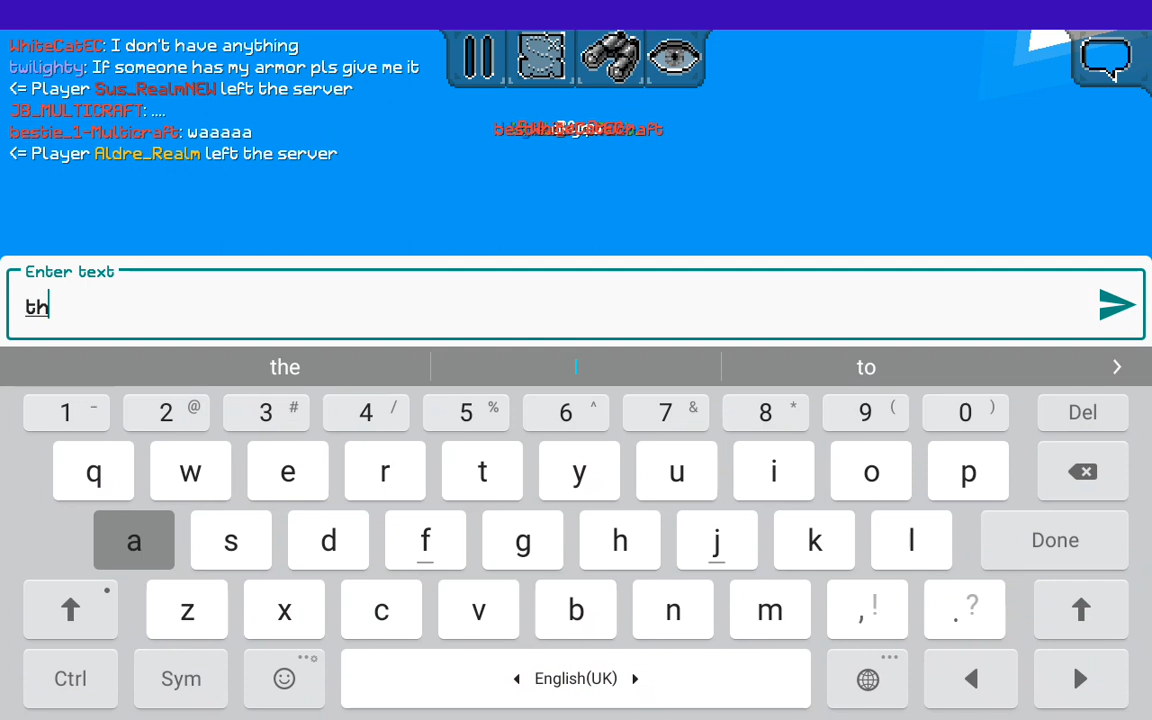 WhiteCatEC: I don't have anything
twilighty: If someone has my armor pls give me it
<= Player Sus_RealmNEW left the server
JB_MULTICRAFT: ....
bestie_1-Multicraft: waaaaa
<= Player Aldre_Realm left the server
Enter text
th
the I to >
1 - 2 @ 3 # 4 / 5 % 6 ^ 7 & 8 * 9 ( 0 ) Del
q w e r t y u i o p
a s d f g h j k l Done
z x c v b n m , ! . ?
Ctrl Sym English(UK)